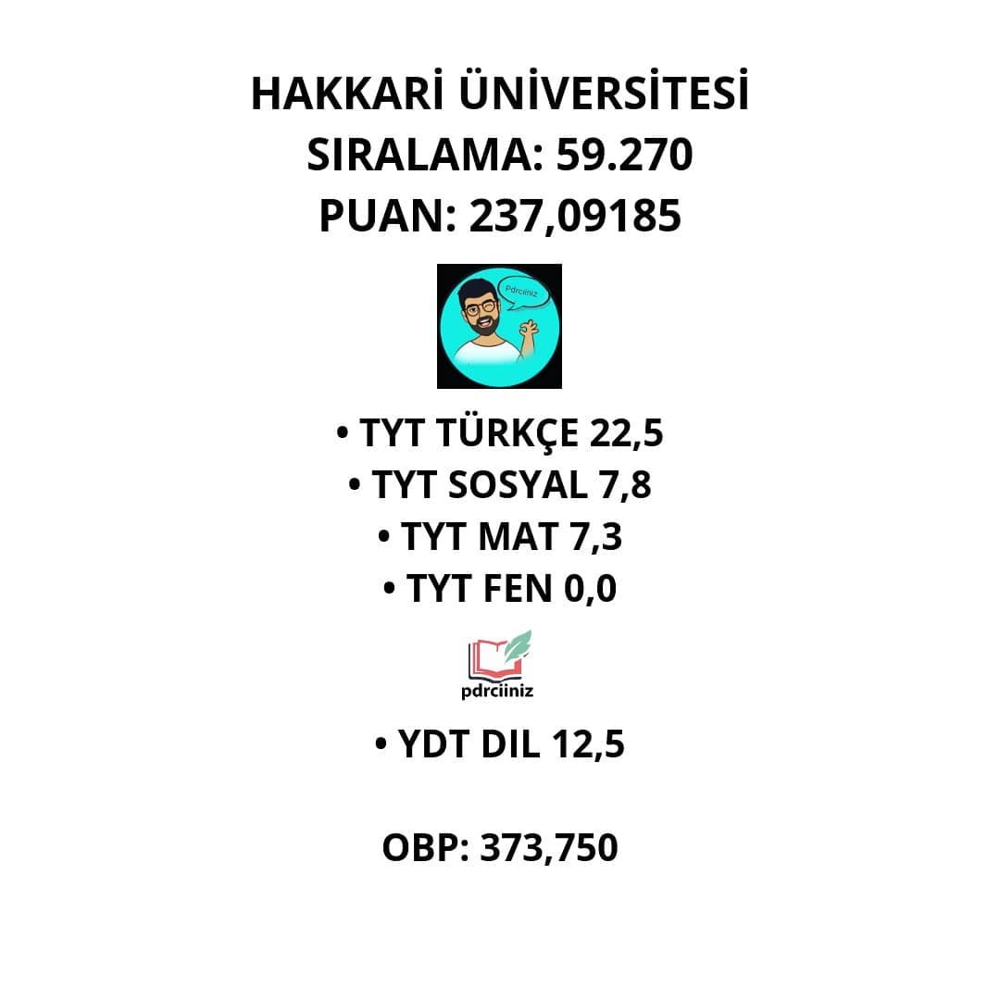 HAKKARİ ÜNİVERSİTESİ
SIRALAMA: 59.270
PUAN: 237,09185
Pdrciiniz
• TYT TÜRKÇE 22,5
• TYT SOSYAL 7,8
• TYT MAT 7,3
• TYT FEN 0,0
pdrciiniz
• YDT DIL 12,5
OBP: 373,750